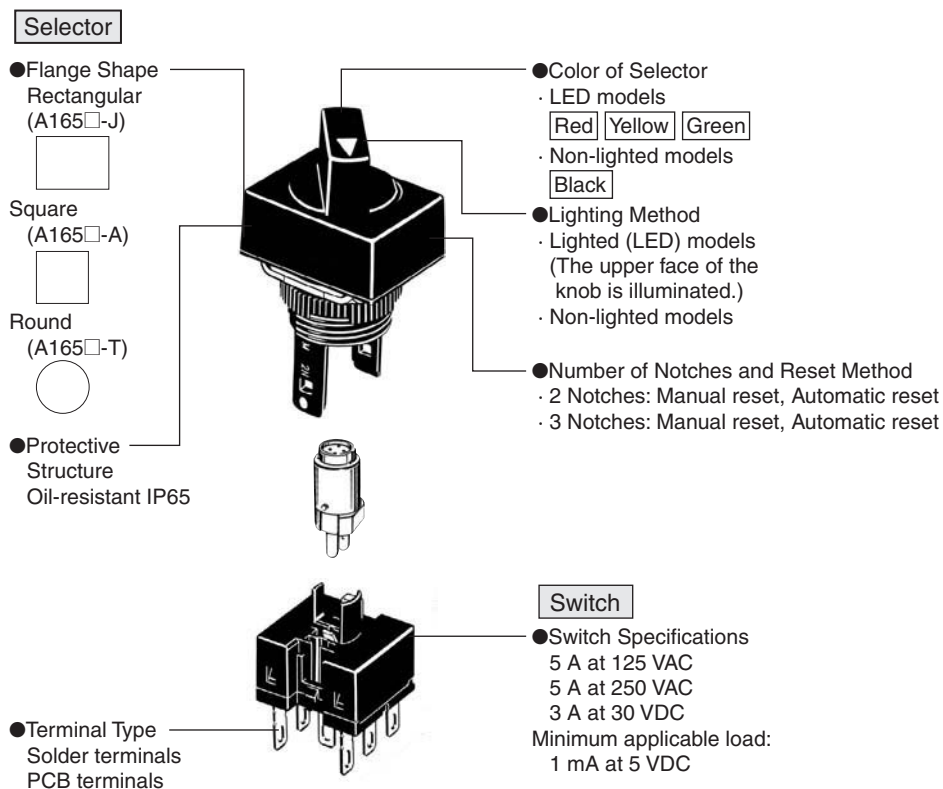 Selector
●Flange Shape
Rectangular
(A165□-J)
Square
(A165□-A)
Round
(A165□-T)
●Protective
Structure
Oil-resistant IP65
●Color of Selector
· LED models
Red Yellow Green
· Non-lighted models
Black
●Lighting Method
· Lighted (LED) models
(The upper face of the
knob is illuminated.)
· Non-lighted models
●Number of Notches and Reset Method
· 2 Notches: Manual reset, Automatic reset
· 3 Notches: Manual reset, Automatic reset
Switch
●Switch Specifications
5 A at 125 VAC
5 A at 250 VAC
3 A at 30 VDC
Minimum applicable load:
1 mA at 5 VDC
●Terminal Type
Solder terminals
PCB terminals